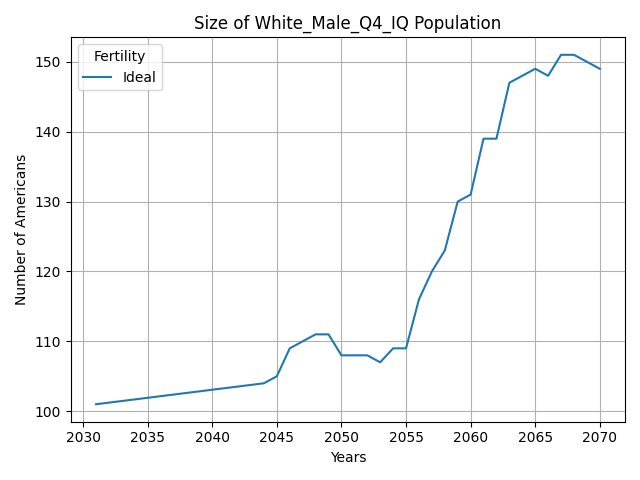 Size of White_Male_Q4_IQ Population
Fertility
Ideal
Number of Americans
150
140
130
120
110
100
2030 2035 2040 2045 2050 2055 2060 2065 2070
Years